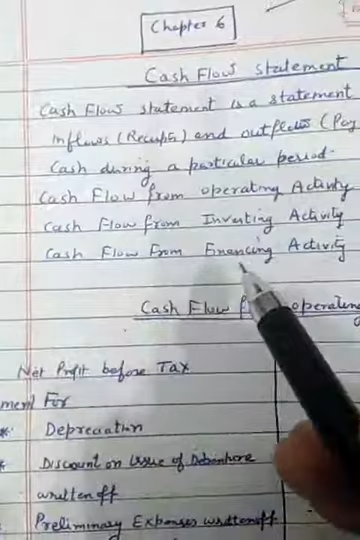 Chapter 6
Cash Flow Statement
Cash Flow statement is a statement
inflows (Receipts) and outflows (Pay
Cash during a particular period.
Cash Flow from operating Activity
Cash Flow from Investing Activity
Cash Flow from Financing Activity
Cash Flow operating
Net Profit before Tax
ment For
* Depreciation
* Discount on issue of Debenture
written off
Preliminary Expenses written off